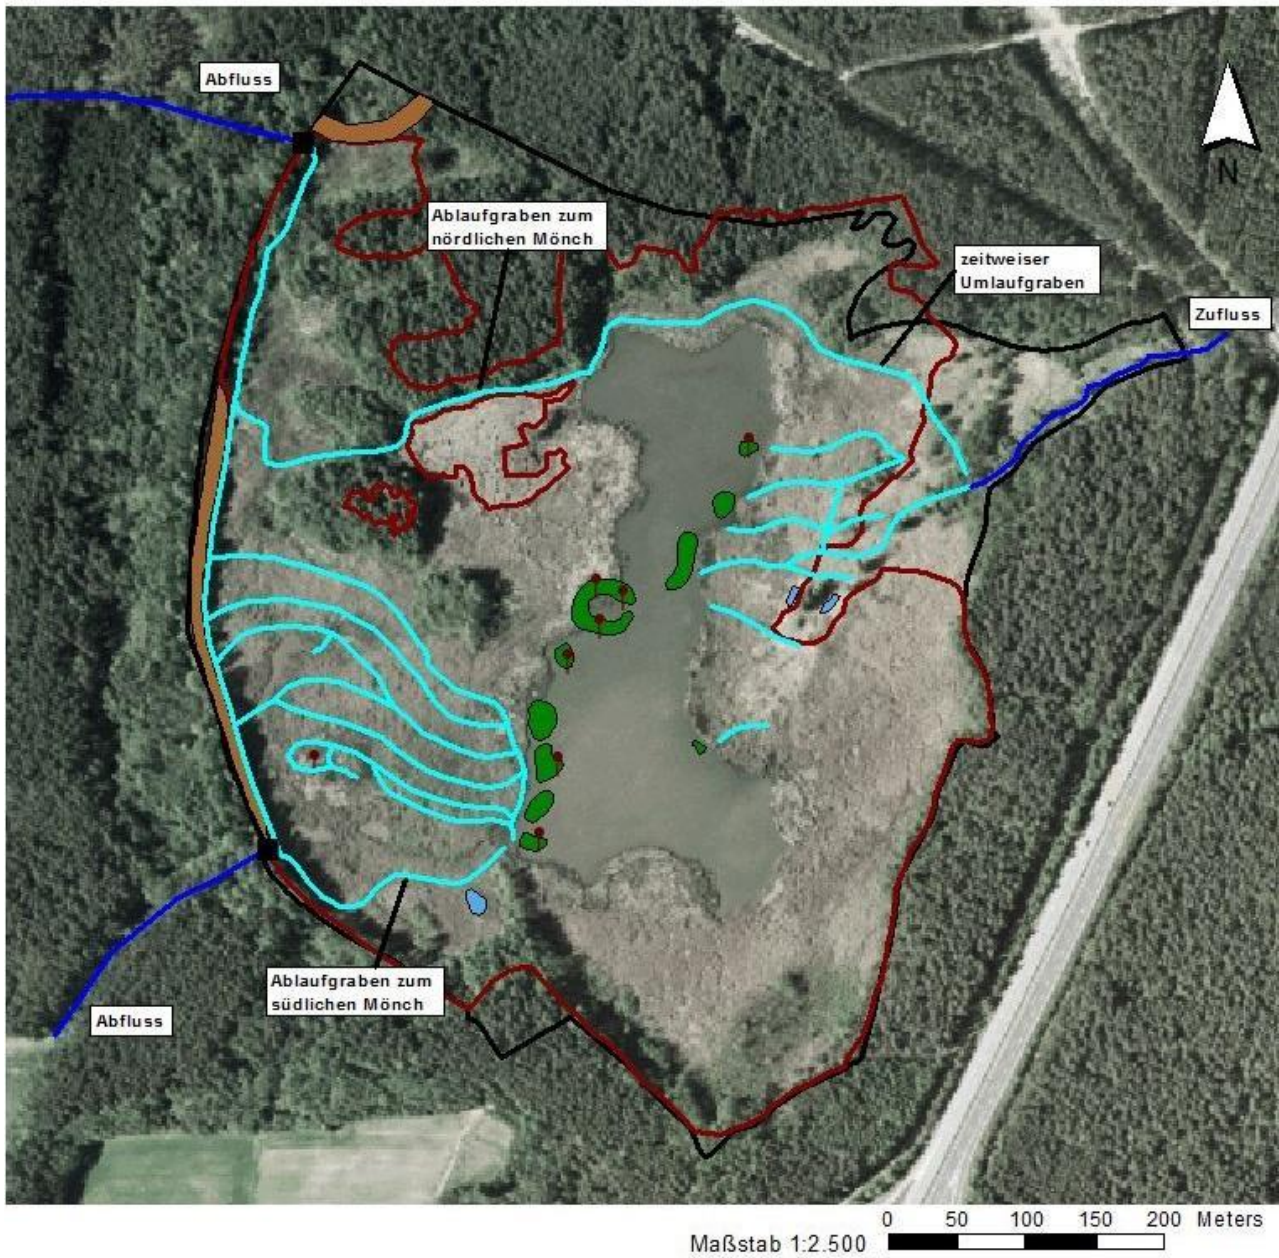 Abfluss
N
Ablaufgraben zum
nördlichen Mönch
zeitweiser
Umlaufgraben
Zufluss
Ablaufgraben zum
südlichen Mönch
Abfluss
0 50 100 150 200 Meters
Maßstab 1:2.500